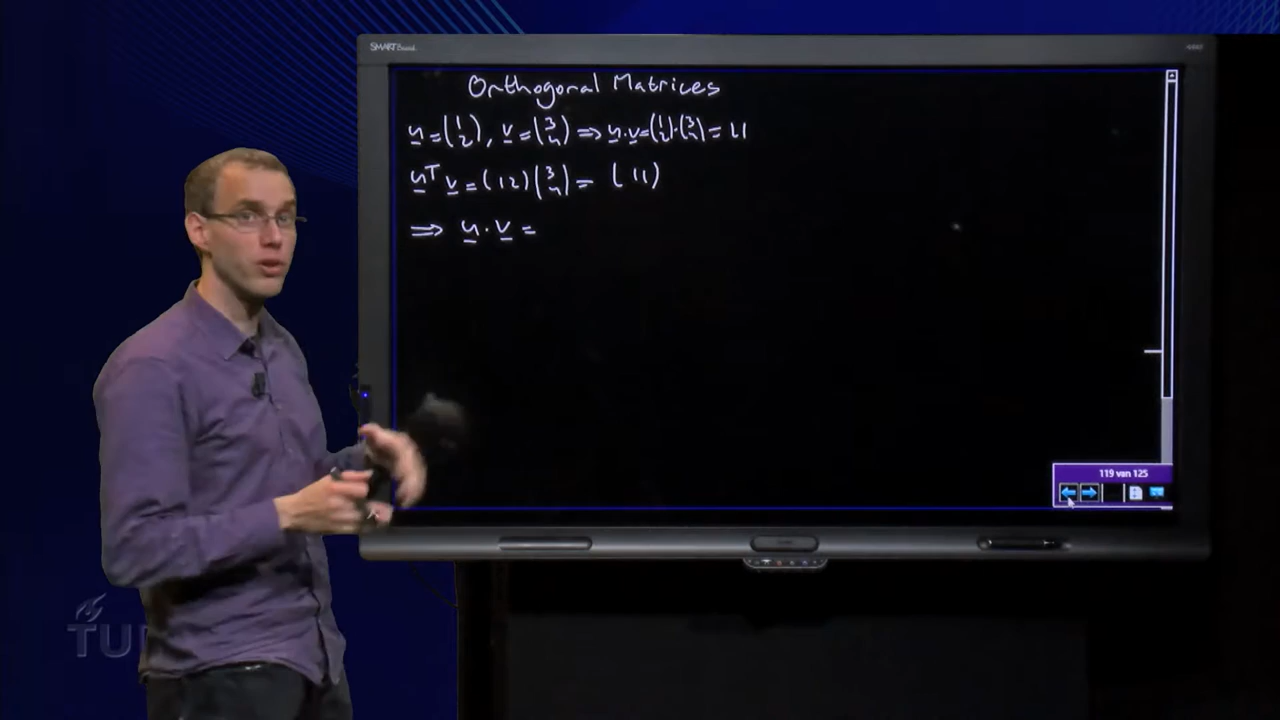 SMART Board
Orthogonal Matrices
u = (1 2), v = (3 4) ⇒ u · v = (1 2) · (3 4) = 11
uᵀ v = (1 2) (3 4) = (11)
⇒ u · v =
119 van 125
TU